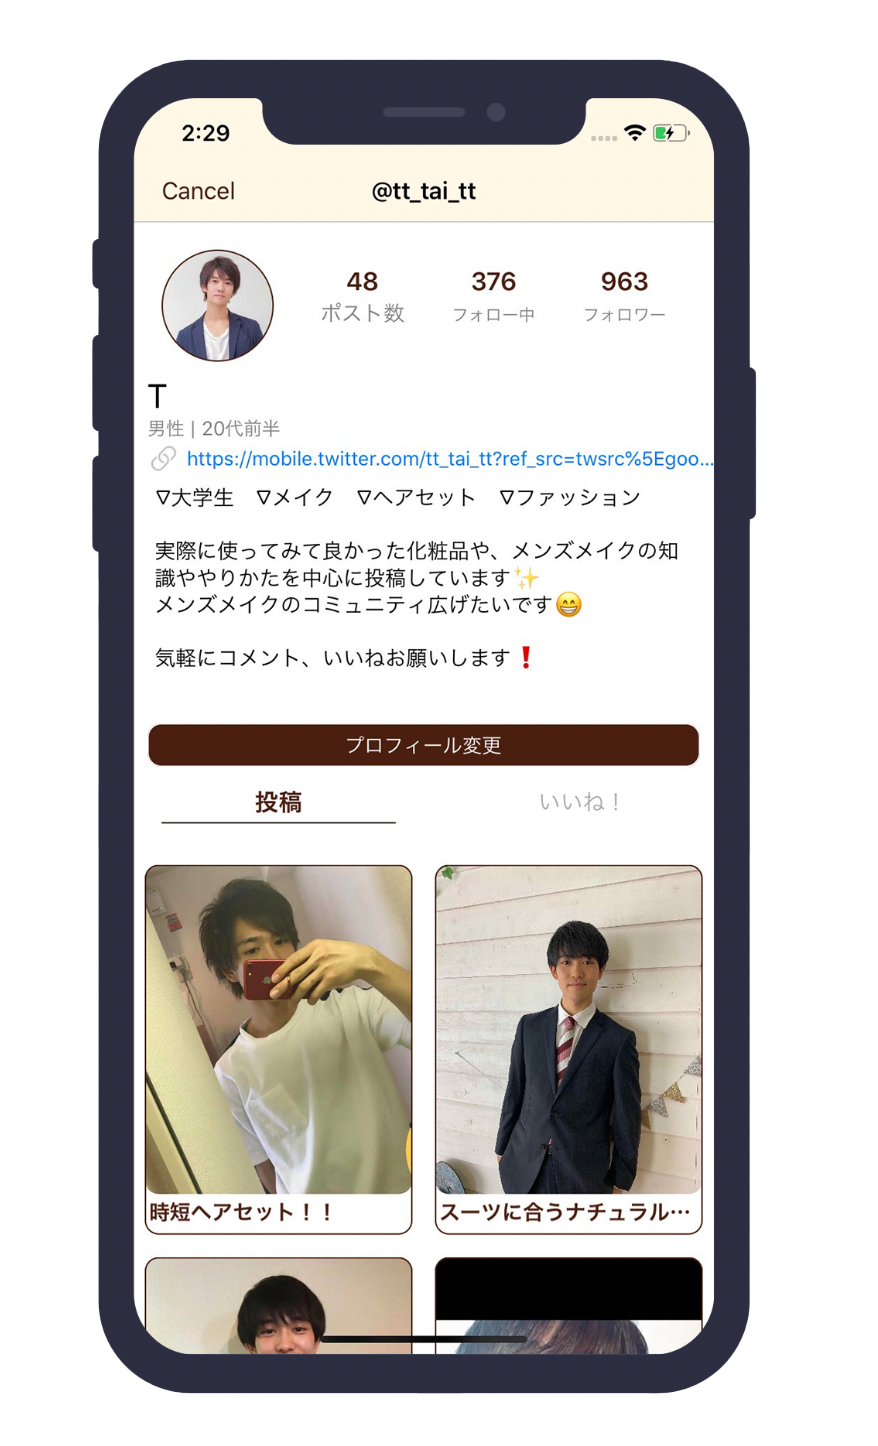 2:29
Cancel
@tt_tai_tt
48
376
963
ポスト数
フォロー中
フォロワー
T
男性 | 20代前半
https://mobile.twitter.com/tt_tai_tt?ref_src=twsrc%5Egoo...
∇大学生　∇メイク　∇ヘアセット　∇ファッション
実際に使ってみて良かった化粧品や、メンズメイクの知
識ややりかたを中心に投稿しています✨
メンズメイクのコミュニティ広げたいです😁
気軽にコメント、いいねお願いします❗
プロフィール変更
投稿
いいね！
時短ヘアセット！！
スーツに合うナチュラル…